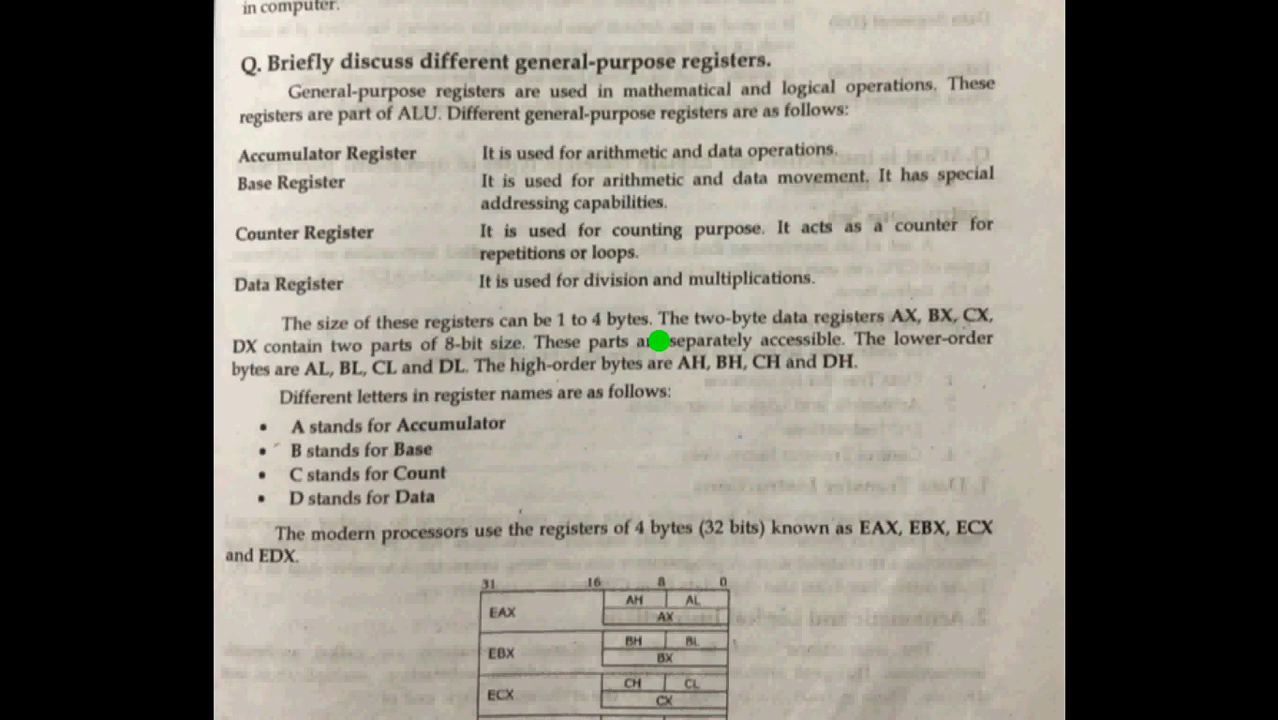 in computer.
Q. Briefly discuss different general-purpose registers.
General-purpose registers are used in mathematical and logical operations. These
registers are part of ALU. Different general-purpose registers are as follows:
Accumulator Register It is used for arithmetic and data operations.
Base Register It is used for arithmetic and data movement. It has special
addressing capabilities.
Counter Register It is used for counting purpose. It acts as a counter for
repetitions or loops.
Data Register It is used for division and multiplications.
The size of these registers can be 1 to 4 bytes. The two-byte data registers AX, BX, CX,
DX contain two parts of 8-bit size. These parts separately accessible. The lower-order
bytes are AL, BL, CL and DL. The high-order bytes are AH, BH, CH and DH.
Different letters in register names are as follows:
• A stands for Accumulator
• B stands for Base
• C stands for Count
• D stands for Data
The modern processors use the registers of 4 bytes (32 bits) known as EAX, EBX, ECX
and EDX.
31 16 8 0
AH AL
EAX
AX
BH BL
EBX
BX
CH CL
ECX
CX